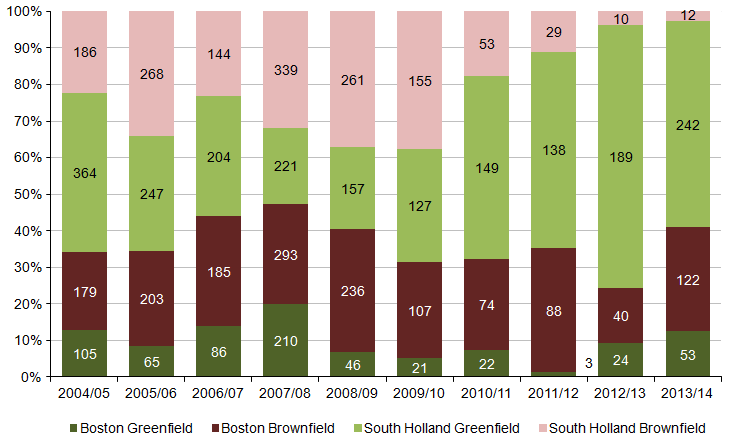 100%
90%
80%
70%
60%
50%
40%
30%
20%
10%
0%
186 268 144 339 261 155 53 29 10 12
364 247 204 221 157 127 149 138 189 242
179 203 185 293 236 107 74 88 40 122
105 65 86 210 46 21 22 3 24 53
2004/05 2005/06 2006/07 2007/08 2008/09 2009/10 2010/11 2011/12 2012/13 2013/14
Boston Greenfield Boston Brownfield South Holland Greenfield South Holland Brownfield